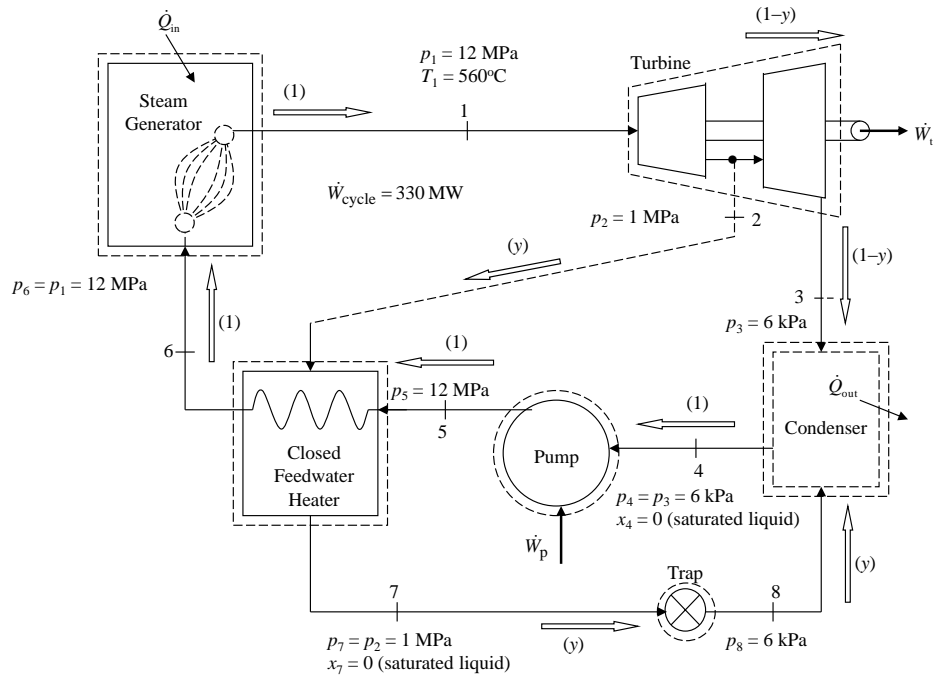 Q̇in
(1–y)
p1 = 12 MPa
T1 = 560oC
Turbine
Steam
Generator
(1)
1
Ẇt
Ẇcycle = 330 MW
p2 = 1 MPa
2
(y)
(1–y)
p6 = p1 = 12 MPa
(1)
3
p3 = 6 kPa
6
(1)
p5 = 12 MPa
5
Q̇out
(1)
Condenser
Closed
Feedwater
Heater
Pump
4
p4 = p3 = 6 kPa
x4 = 0 (saturated liquid)
Ẇp
(y)
Trap
7
8
p7 = p2 = 1 MPa
x7 = 0 (saturated liquid)
(y)
p8 = 6 kPa